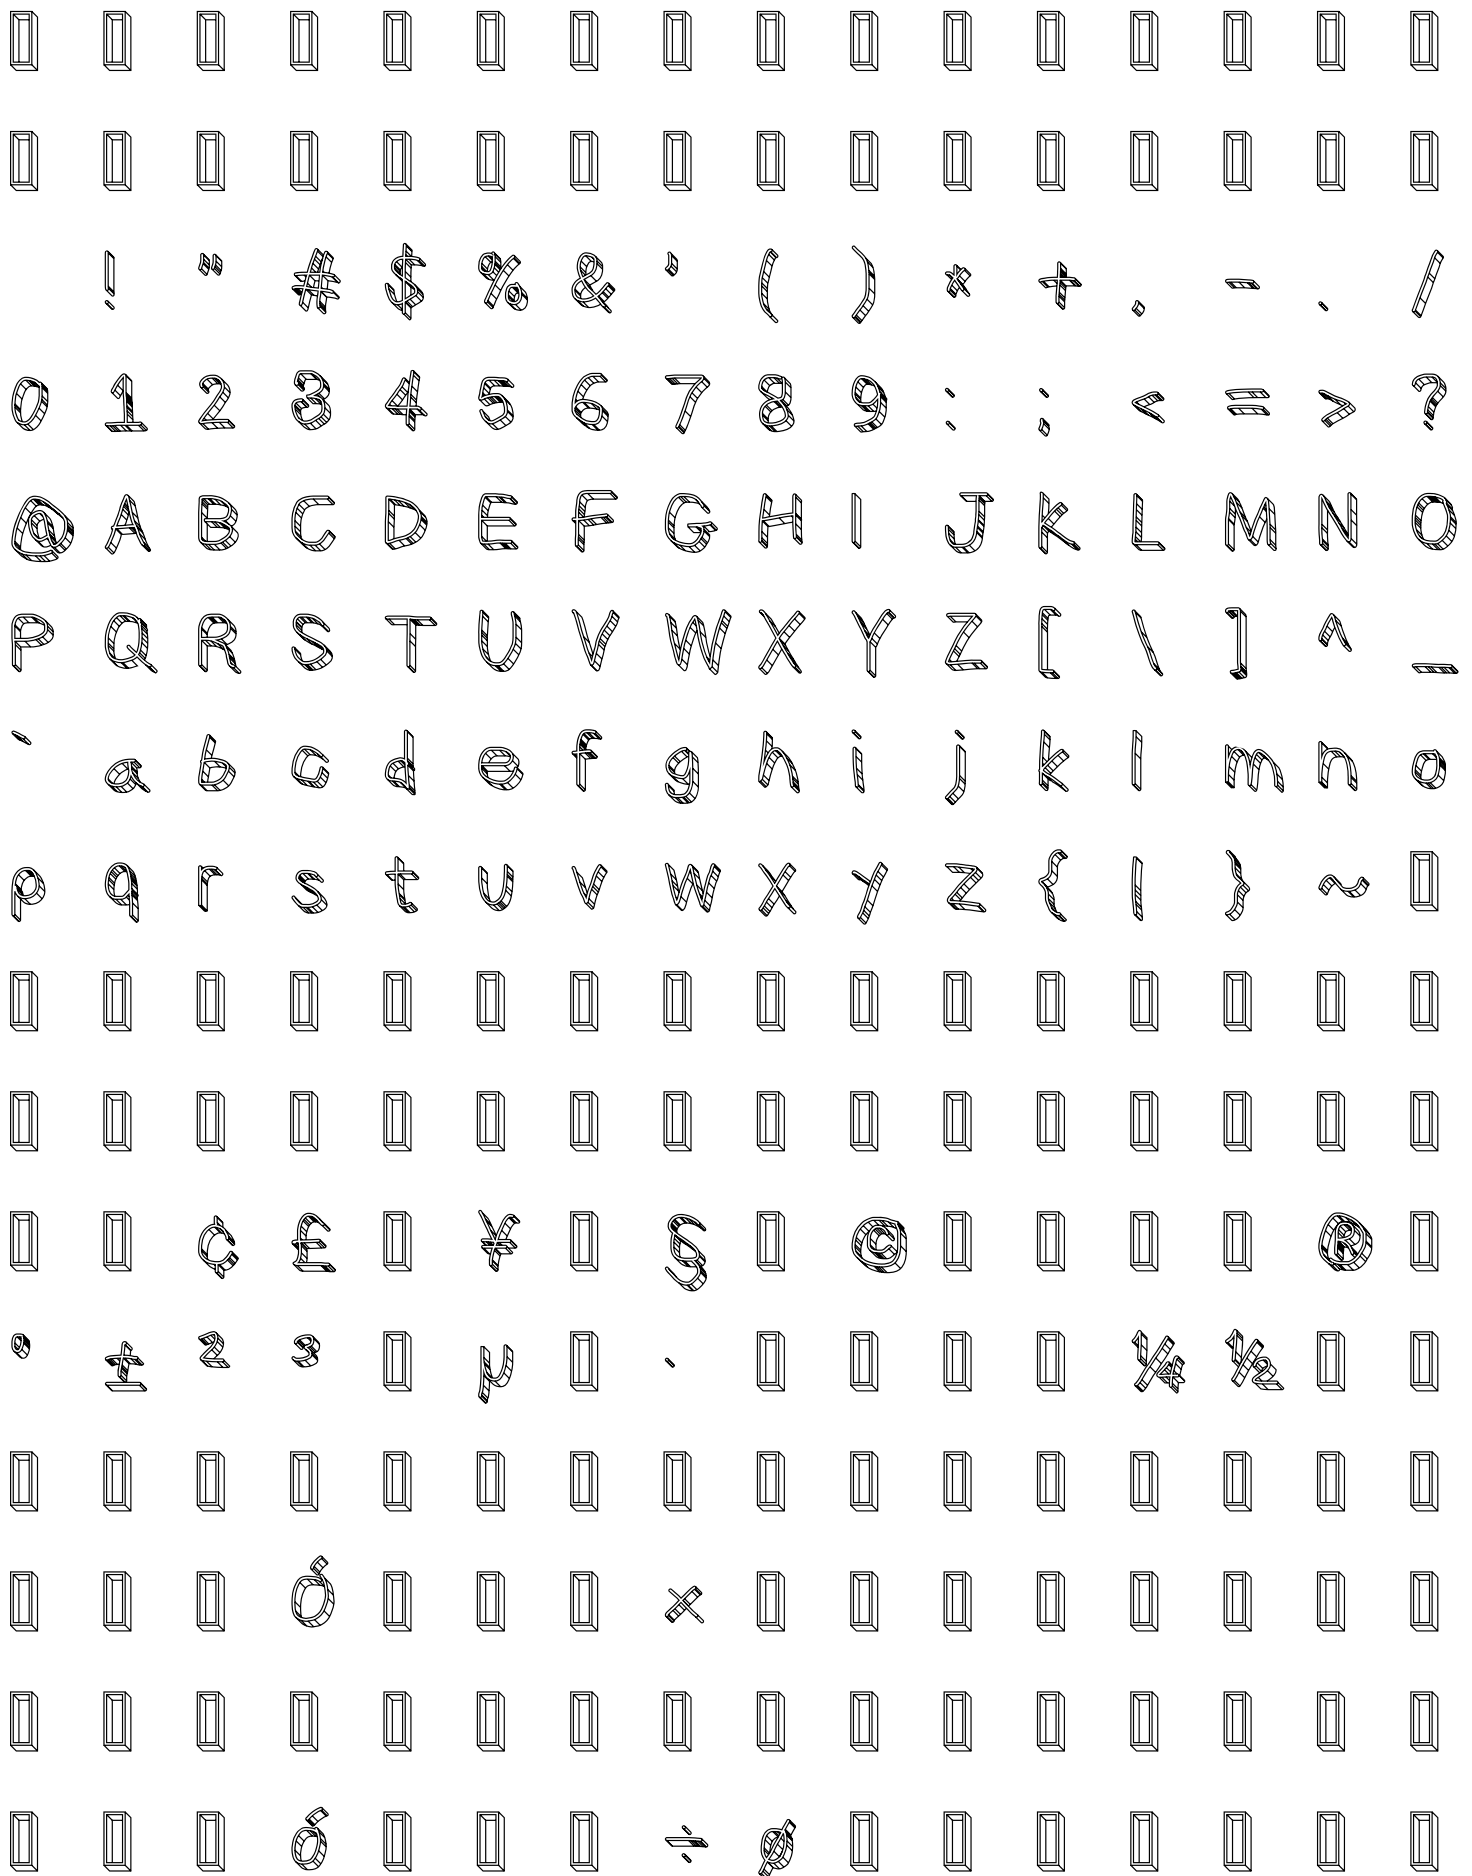 ! " # $ % & ' ( ) * + , - . /
0 1 2 3 4 5 6 7 8 9 : ; < = > ?
@ A B C D E F G H I J K L M N O
P Q R S T U V W X Y Z [ \ ] ^ _
` a b c d e f g h i j k l m n o
p q r s t u v w x y z { | } ~
¢ £ ¥ § © ®
° ± ² ³ µ · ¼ ½
Ó ×
ó ÷ ø